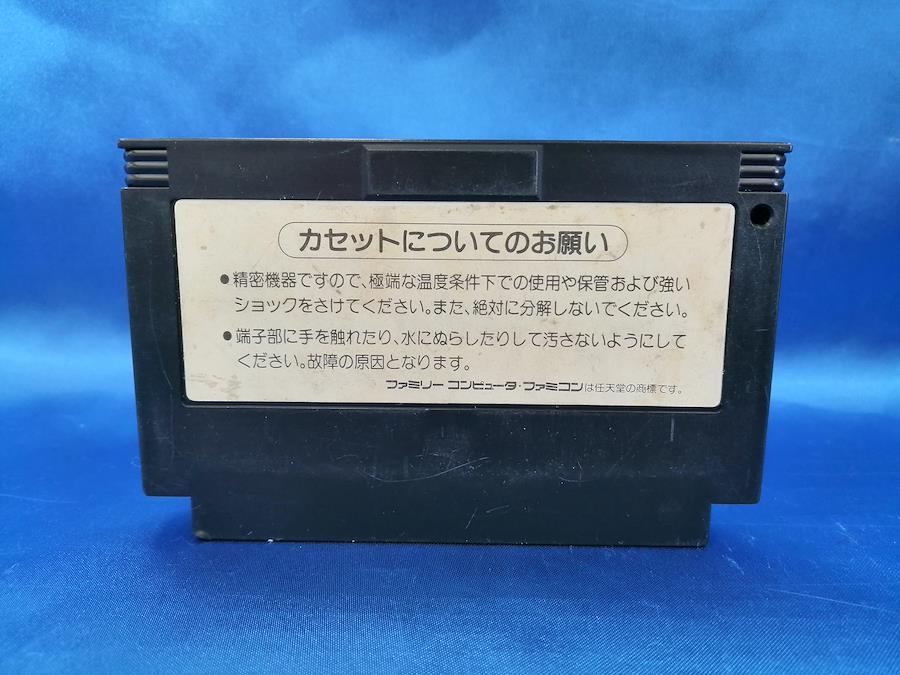 カセットについてのお願い
●精密機器ですので、極端な温度条件下での使用や保管および強い
ショックをさけてください。また、絶対に分解しないでください。
●端子部に手を触れたり、水にぬらしたりして汚さないようにして
ください。故障の原因となります。
ファミリー コンピュータ・ファミコンは任天堂の商標です。